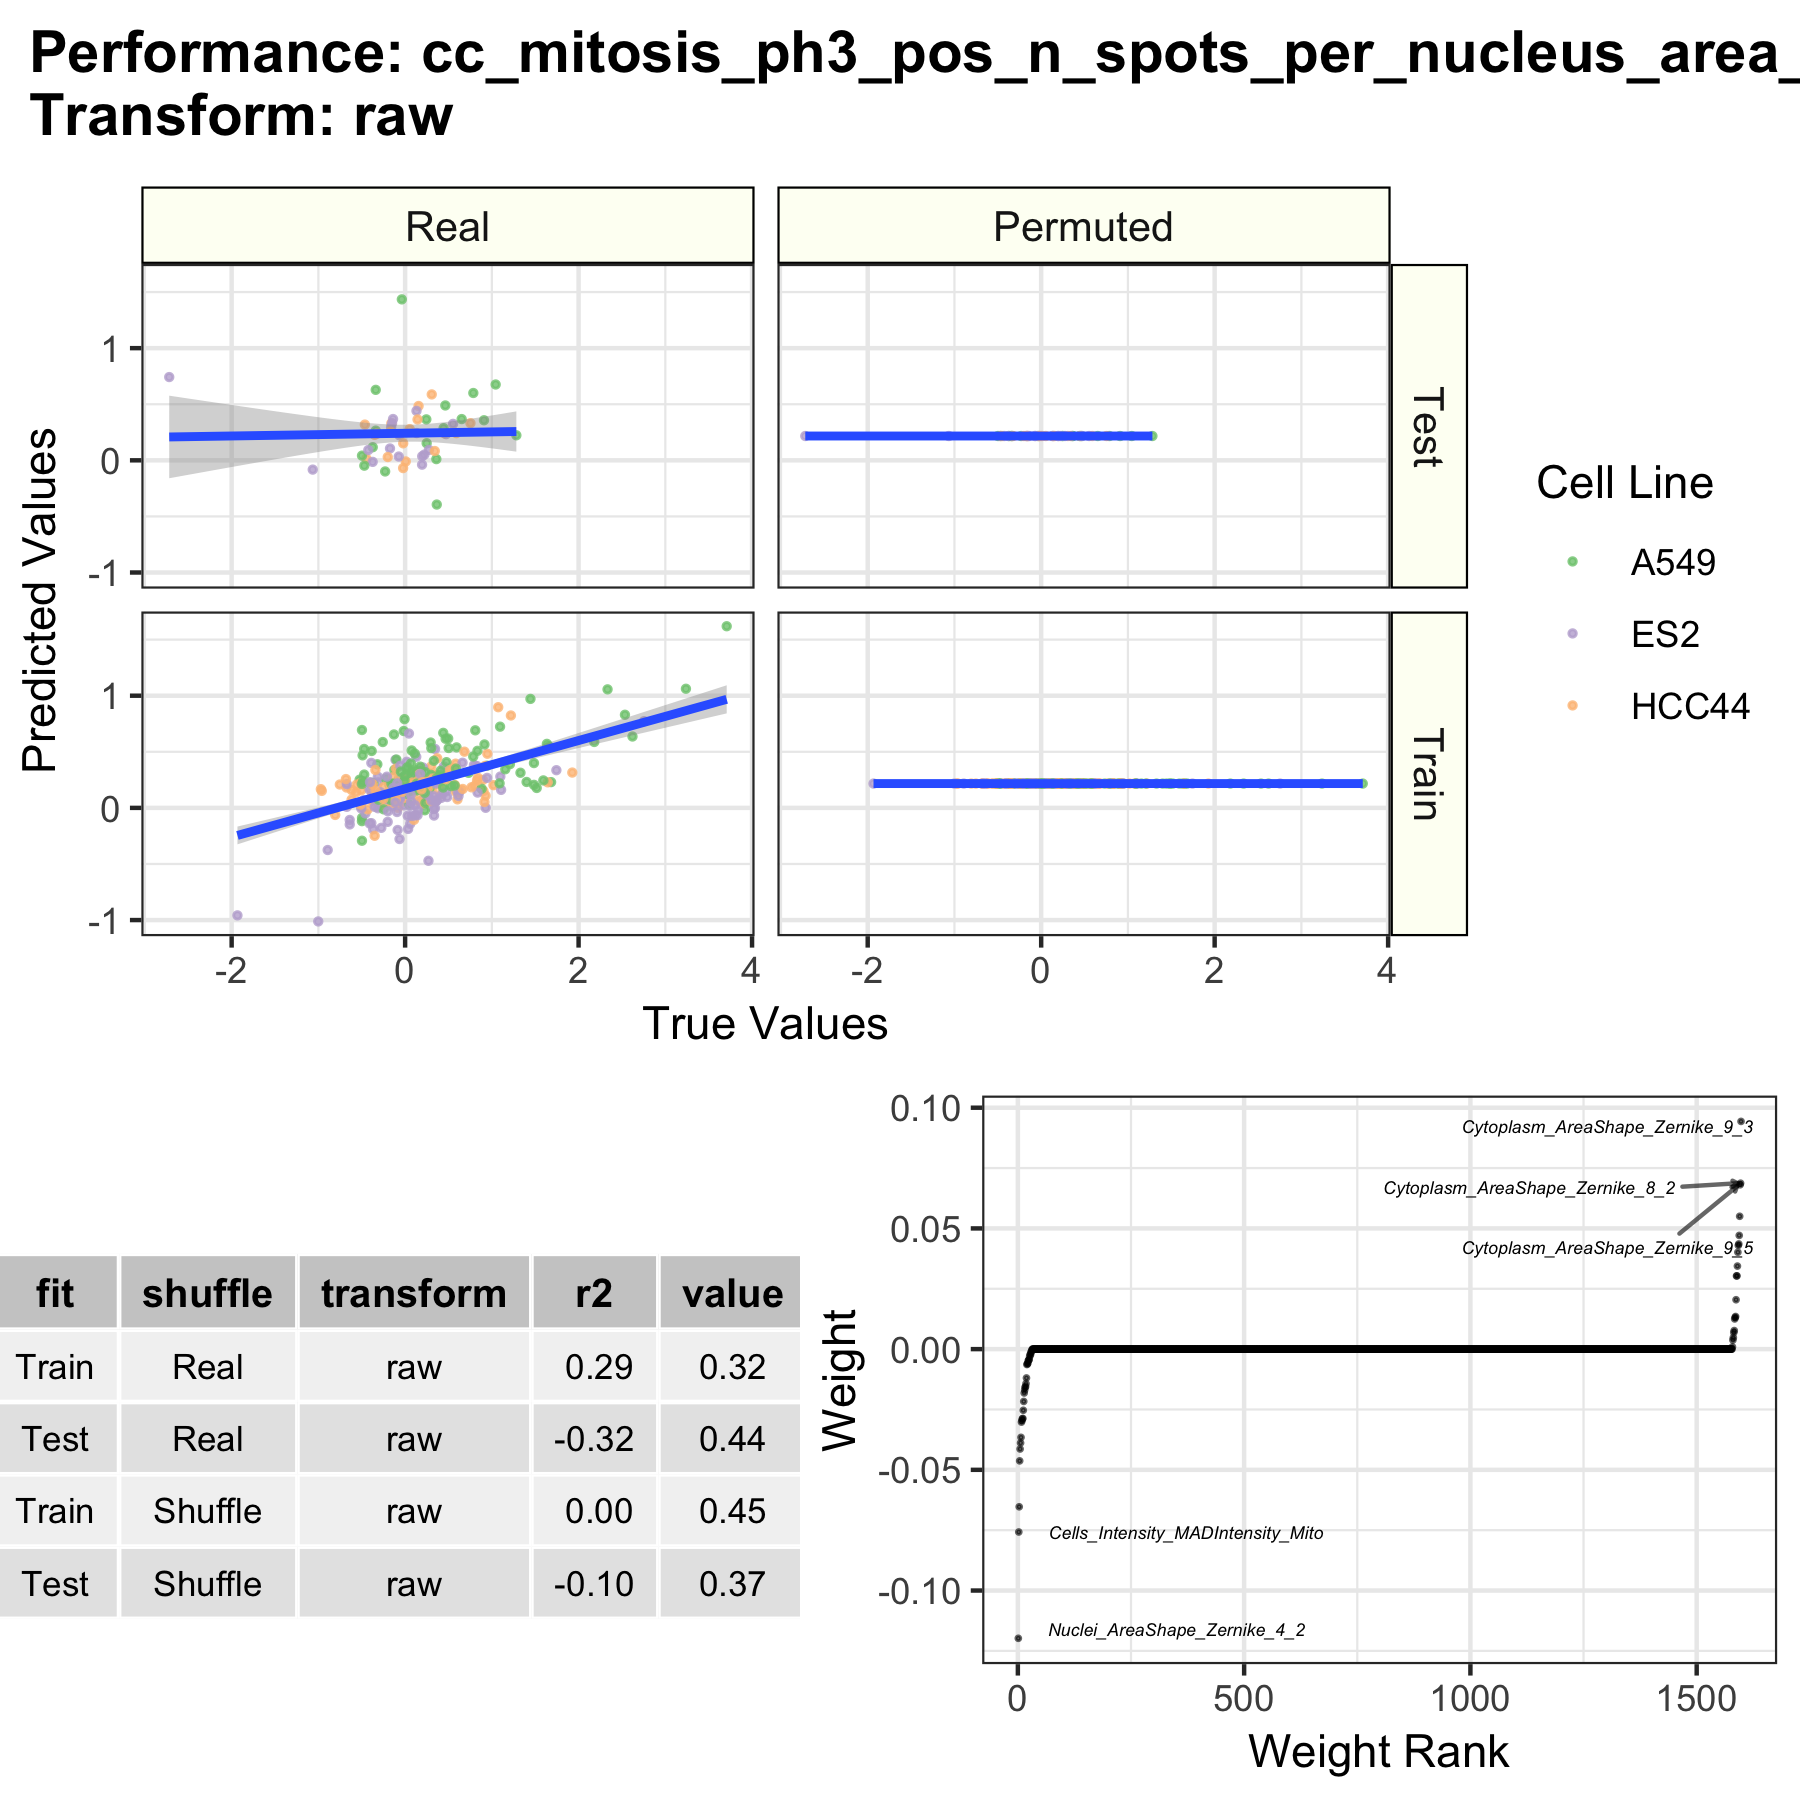 Performance: cc_mitosis_ph3_pos_n_spots_per_nucleus_area_
Transform: raw
Real
Permuted
1
0
-1
Test
1
0
-1
Train
-2
0
2
4
-2
0
2
4
Predicted Values
True Values
Cell Line
A549
ES2
HCC44
fit shuffle transform r2 value
Train Real raw 0.29 0.32
Test Real raw -0.32 0.44
Train Shuffle raw 0.00 0.45
Test Shuffle raw -0.10 0.37
Weight
0.10
0.05
0.00
-0.05
-0.10
Cytoplasm_AreaShape_Zernike_9_3
Cytoplasm_AreaShape_Zernike_8_2
Cytoplasm_AreaShape_Zernike_9_5
Cells_Intensity_MADIntensity_Mito
Nuclei_AreaShape_Zernike_4_2
0
500
1000
1500
Weight Rank